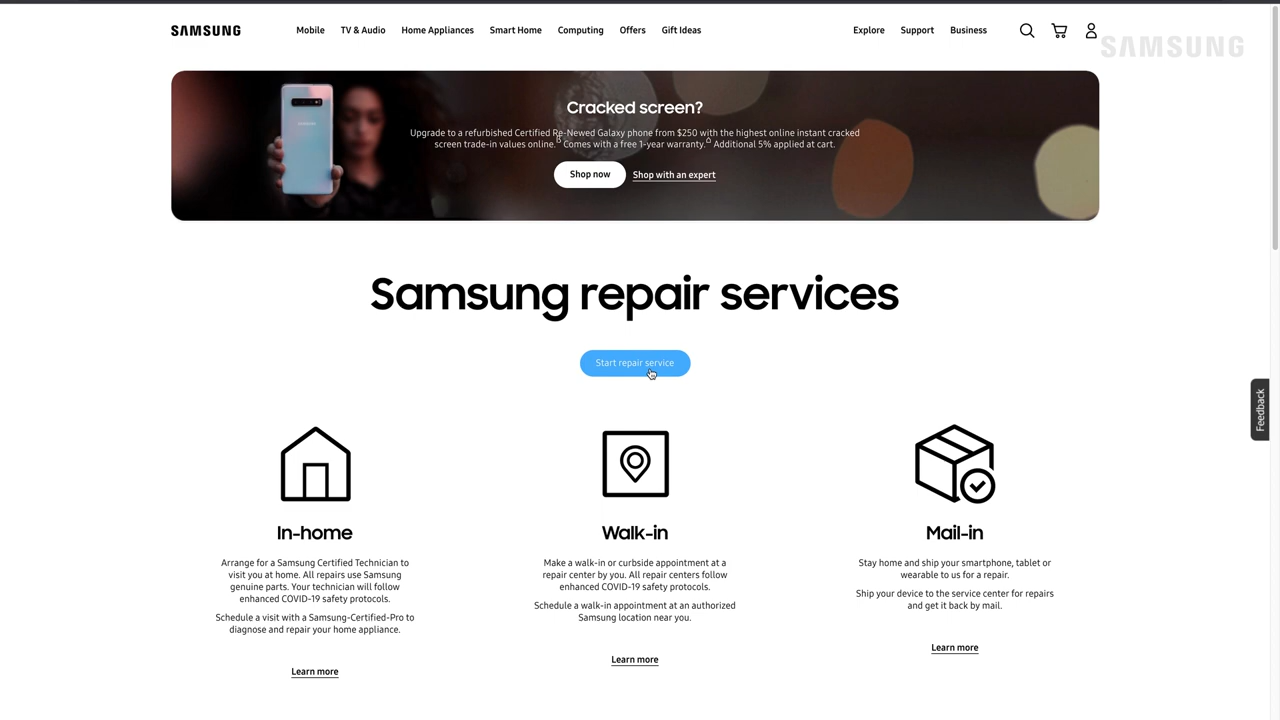 SAMSUNG Mobile TV & Audio Home Appliances Smart Home Computing Offers Gift Ideas Explore Support Business
SAMSUNG
Cracked screen?
Upgrade to a refurbished Certified Re-Newed Galaxy phone from $250 with the highest online instant cracked
screen trade-in values online. Comes with a free 1-year warranty. Additional 5% applied at cart.
Shop now Shop with an expert
SAMSUNG
Samsung repair services
Start repair service
Feedback
In-home
Arrange for a Samsung Certified Technician to
visit you at home. All repairs use Samsung
genuine parts. Your technician will follow
enhanced COVID-19 safety protocols.
Schedule a visit with a Samsung-Certified-Pro to
diagnose and repair your home appliance.
Learn more
Walk-in
Make a walk-in or curbside appointment at a
repair center by you. All repair centers follow
enhanced COVID-19 safety protocols.
Schedule a walk-in appointment at an authorized
Samsung location near you.
Learn more
Mail-in
Stay home and ship your smartphone, tablet or
wearable to us for a repair.
Ship your device to the service center for repairs
and get it back by mail.
Learn more